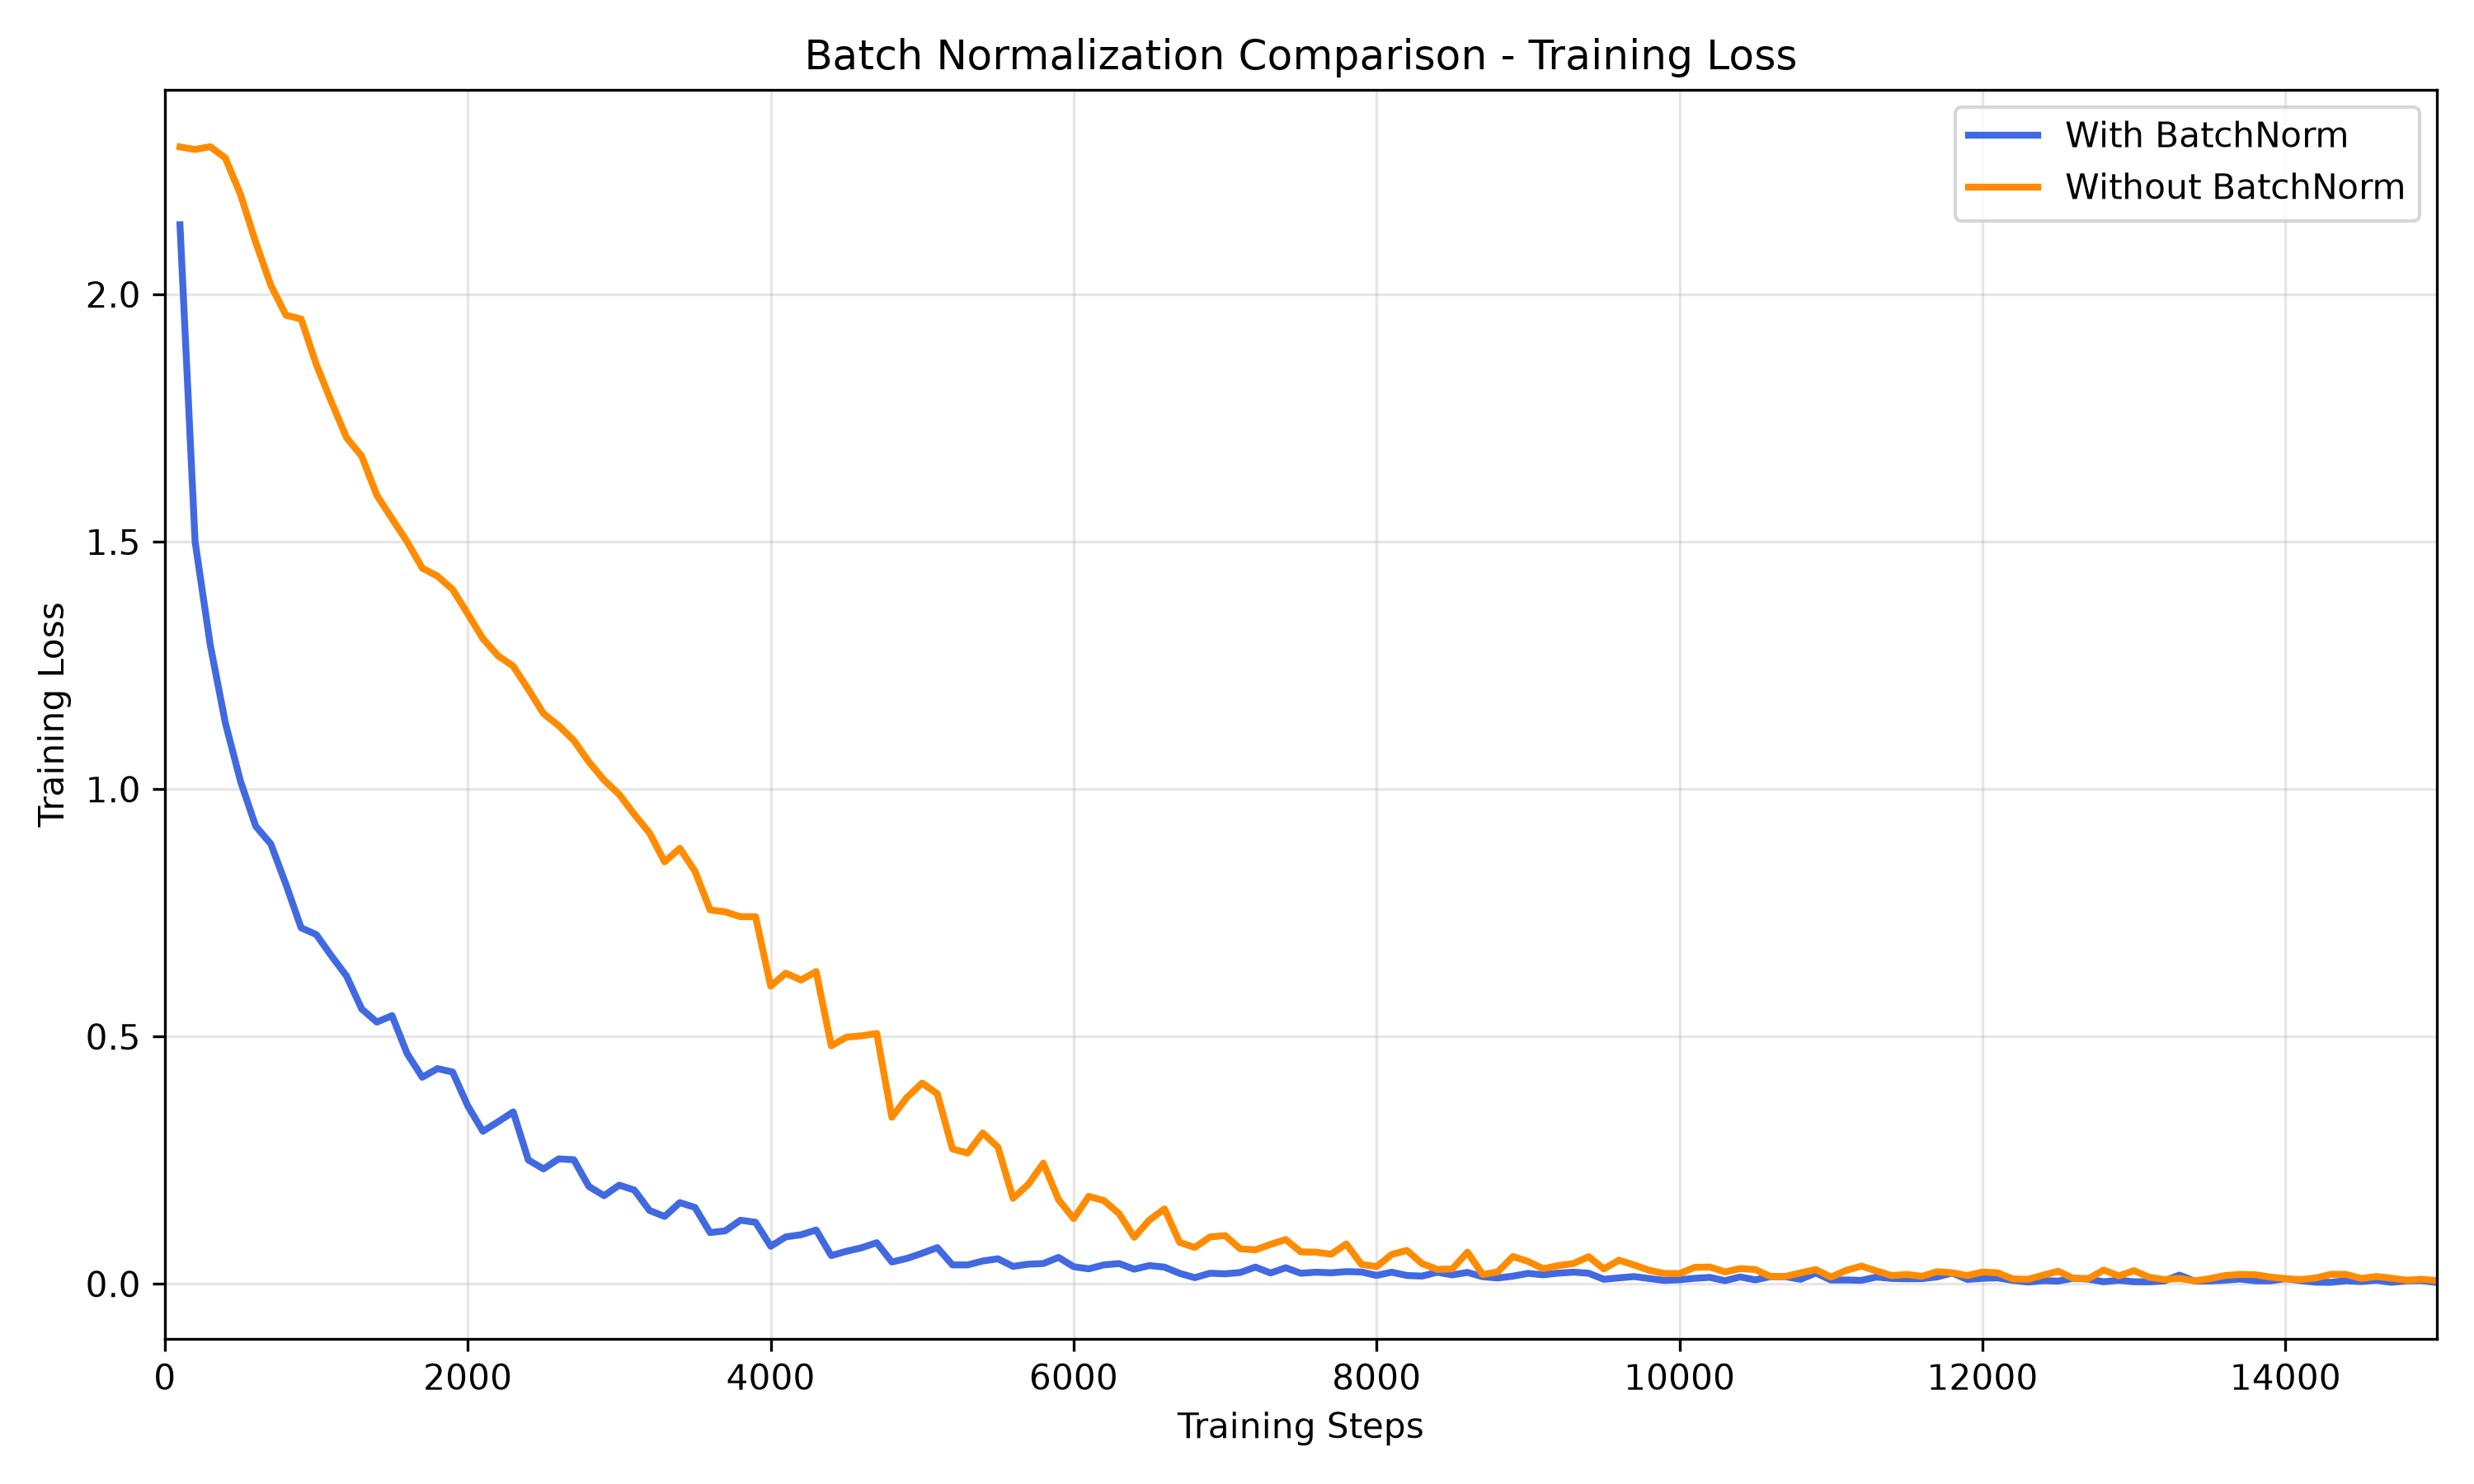 Batch Normalization Comparison - Training Loss
With BatchNorm
Without BatchNorm
Training Loss
2.0
1.5
1.0
0.5
0.0
0 2000 4000 6000 8000 10000 12000 14000
Training Steps